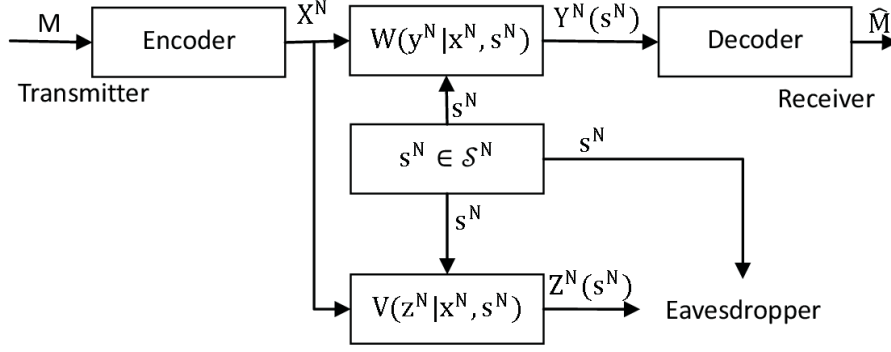 M
Encoder
X^N
W(y^N|x^N, s^N)
Y^N(s^N)
Decoder
M̂
Transmitter
Receiver
s^N
s^N ∈ 𝒮^N
s^N
s^N
V(z^N|x^N, s^N)
Z^N(s^N)
Eavesdropper